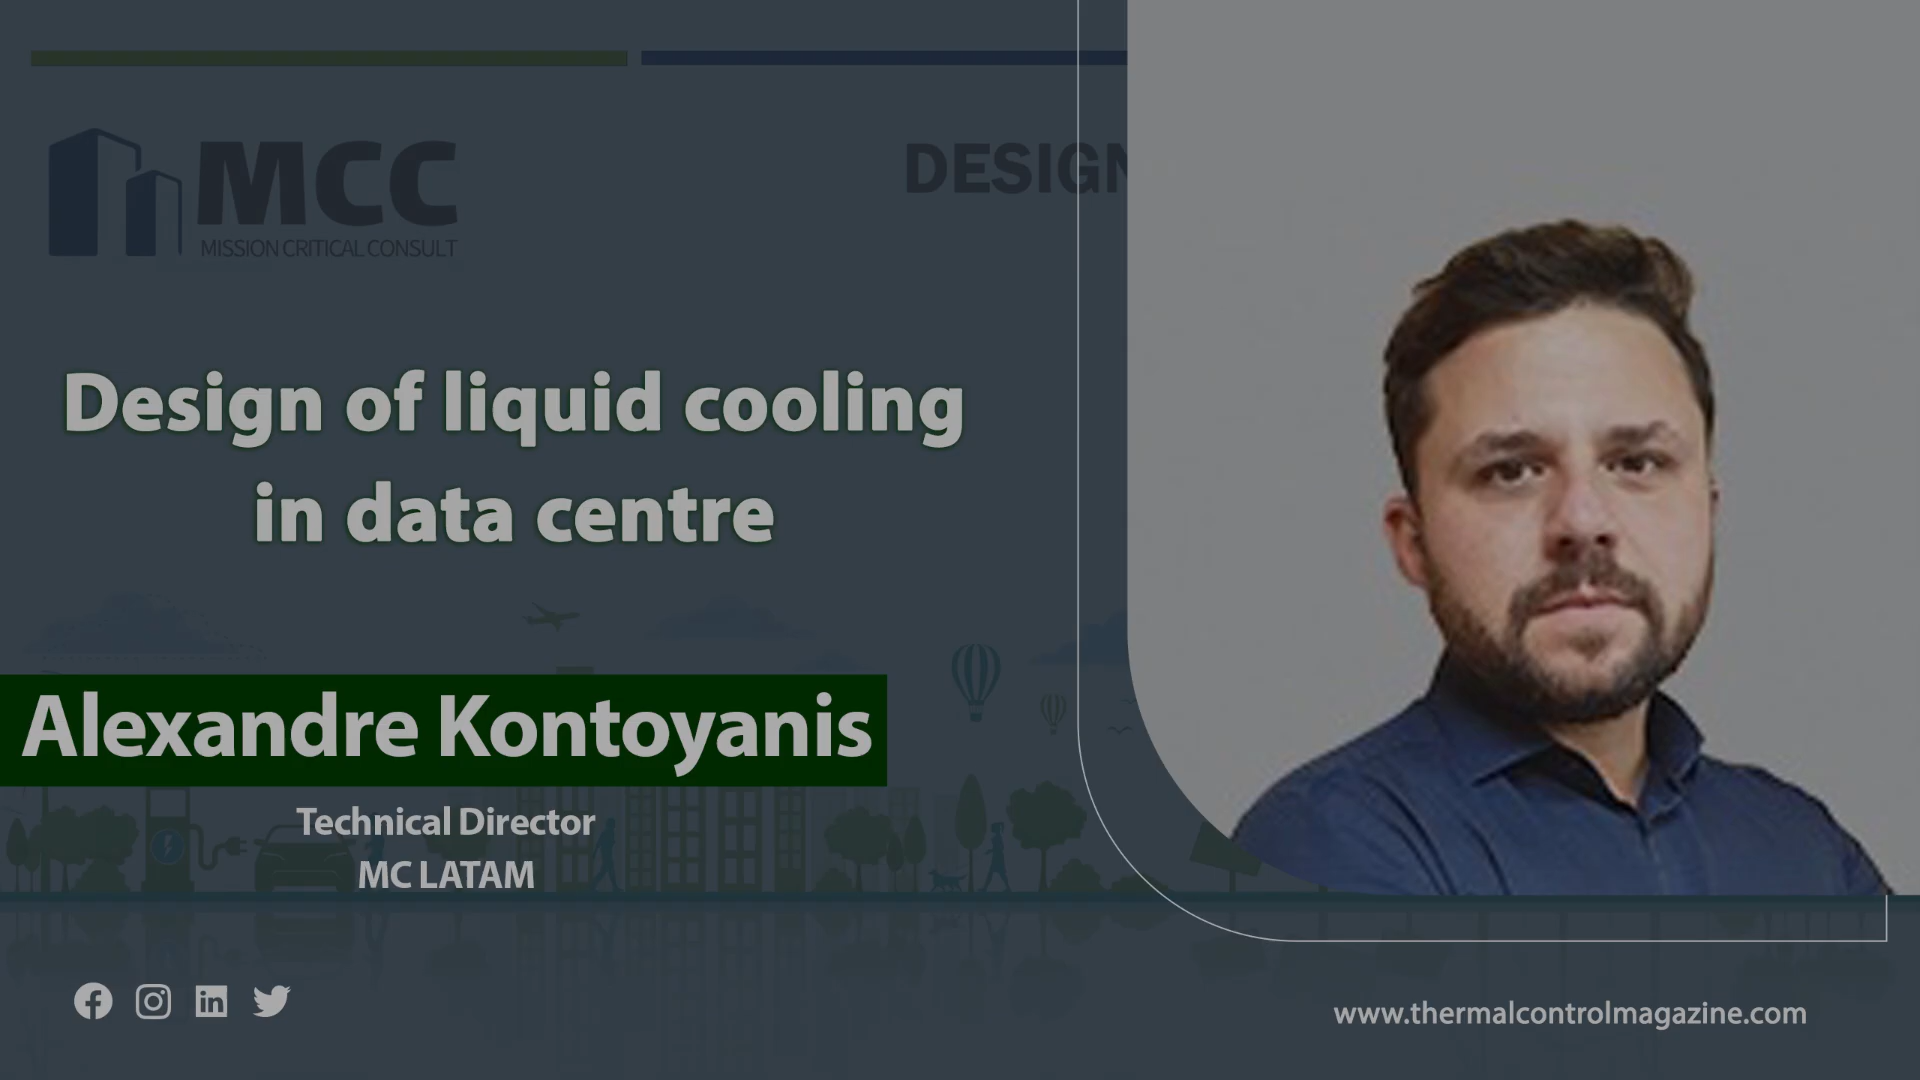 MCC
MISSION CRITICAL CONSULT
DESIGN
Design of liquid cooling
in data centre
Alexandre Kontoyanis
Technical Director
MC LATAM
www.thermalcontrolmagazine.com